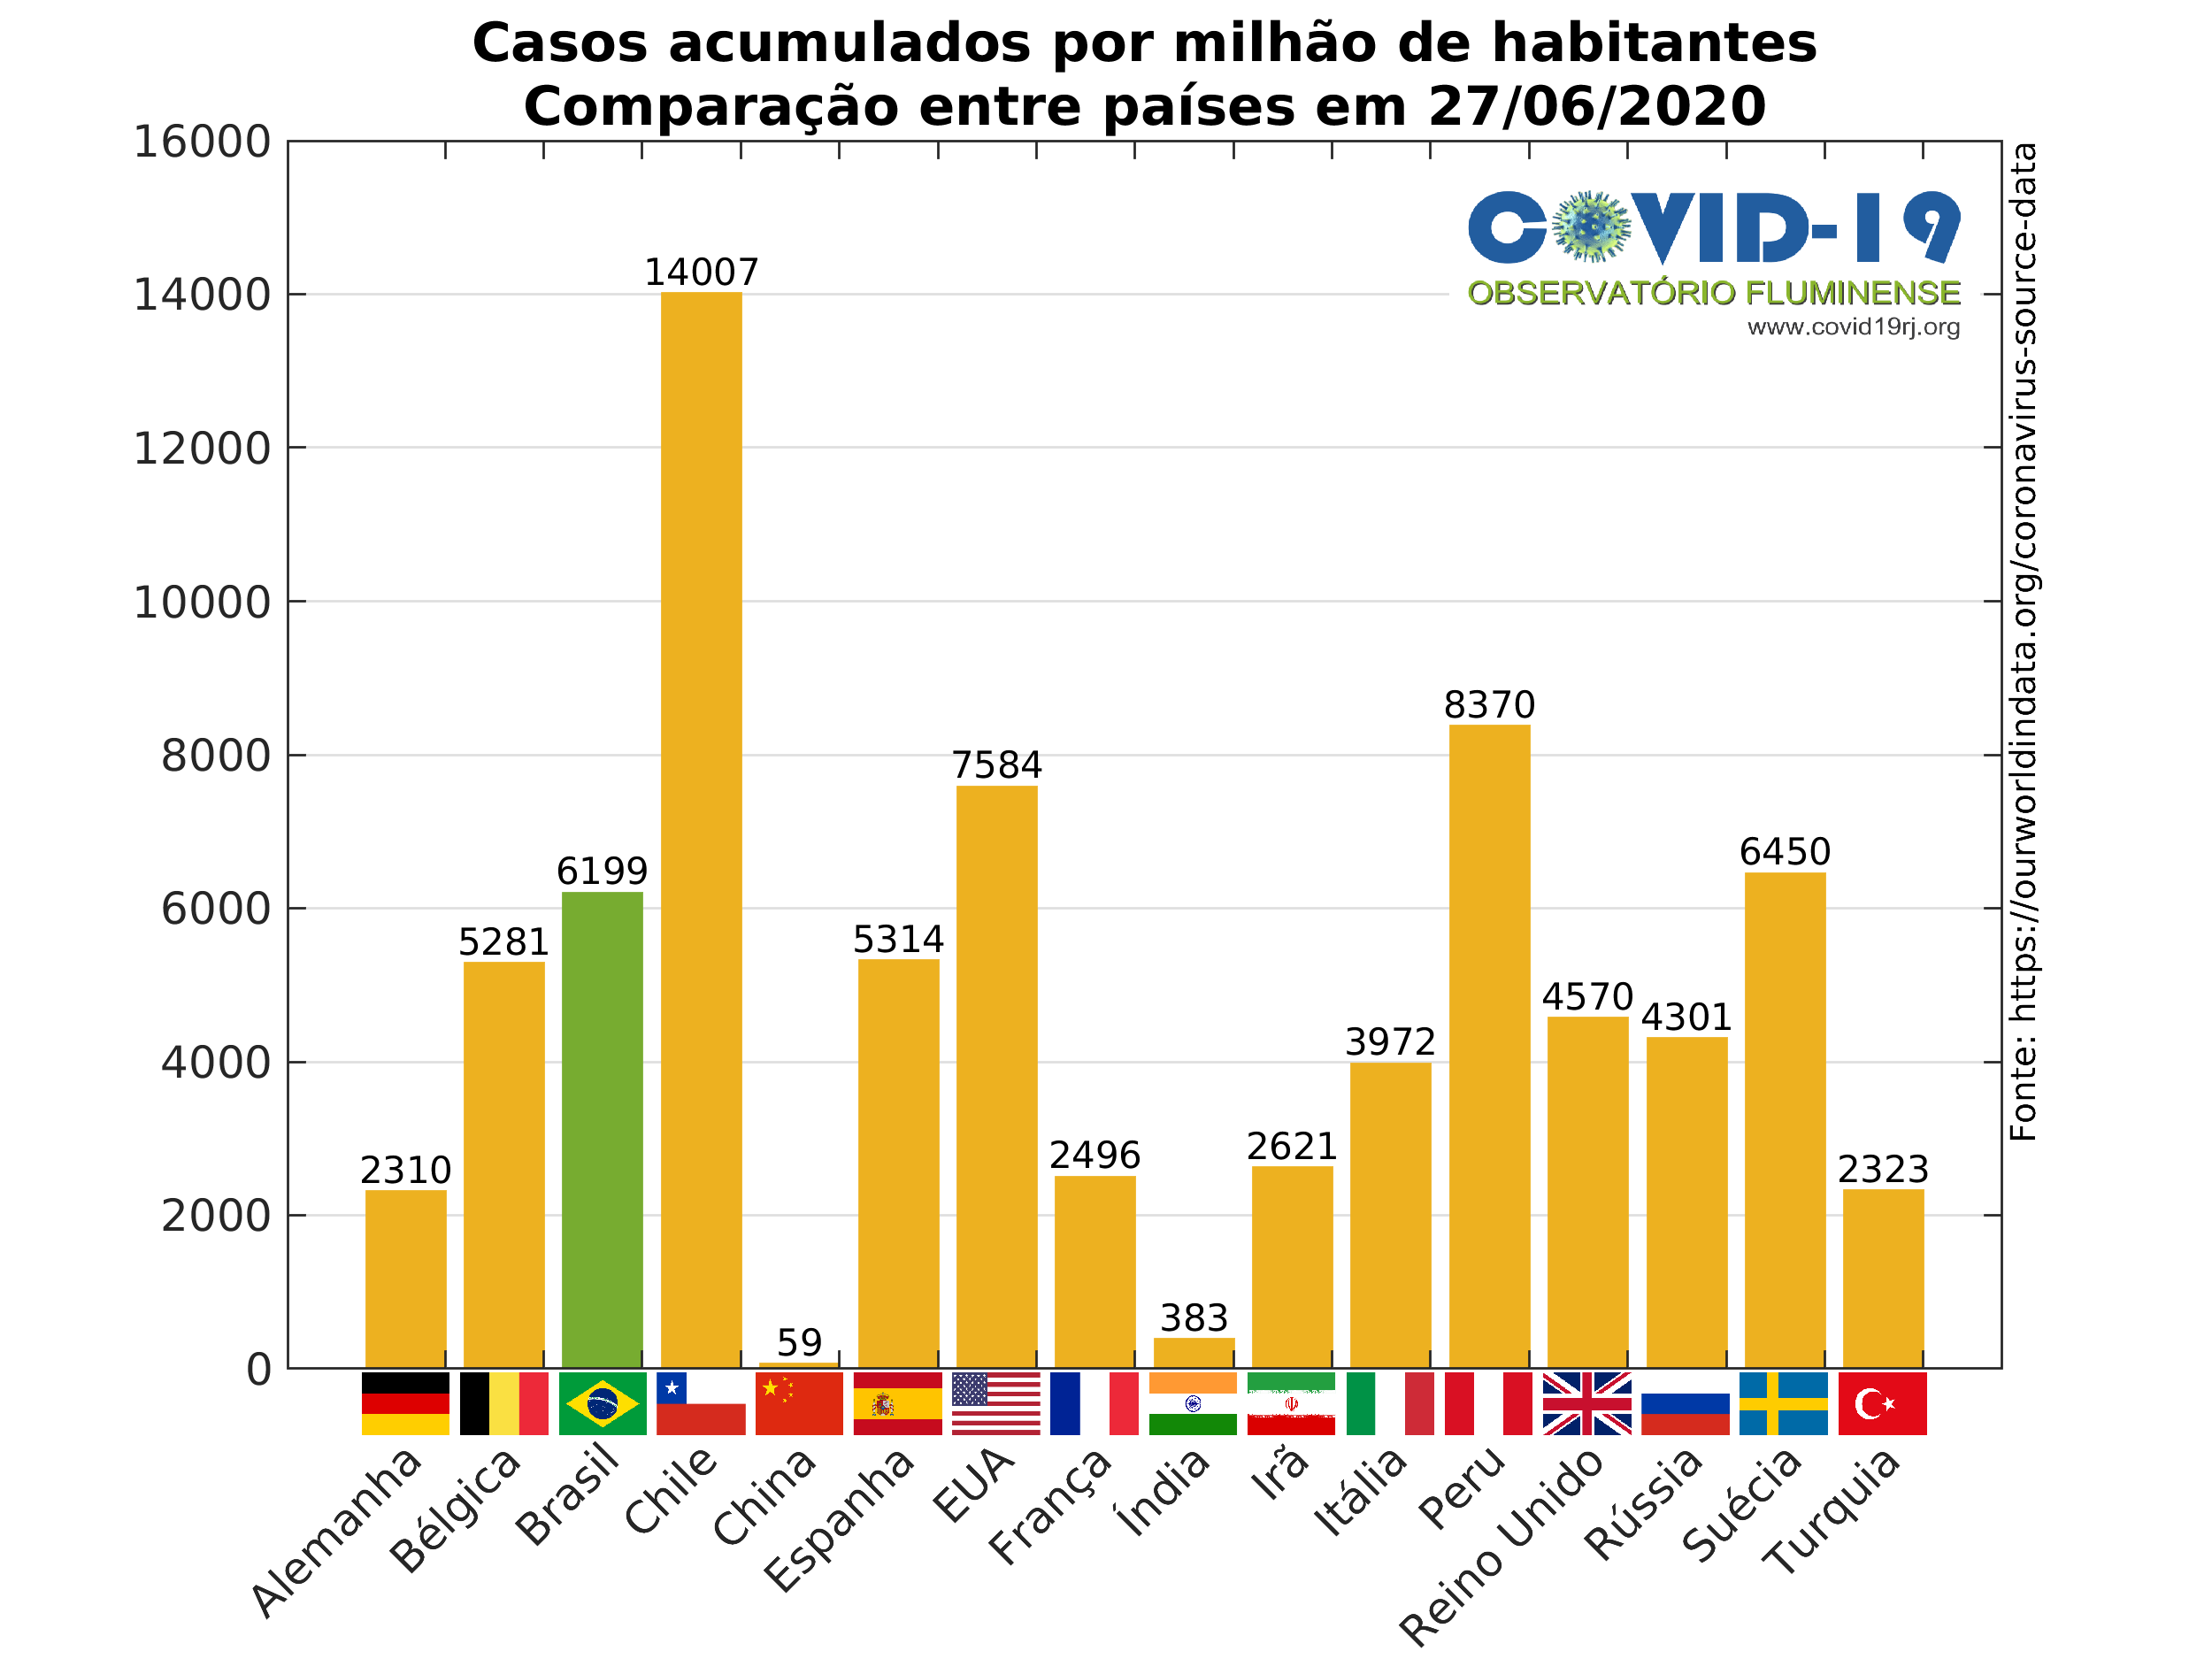 Casos acumulados por milhão de habitantes
Comparação entre países em 27/06/2020
16000
14000
12000
10000
8000
6000
4000
2000
0
COVID-19
OBSERVATÓRIO FLUMINENSE
www.covid19rj.org
Fonte: https://ourworldindata.org/coronavirus-source-data
2310
5281
6199
14007
59
5314
7584
2496
383
2621
3972
8370
4570
4301
6450
2323
Alemanha
Bélgica
Brasil
Chile
China
Espanha
EUA
França
Índia
Irã
Itália
Peru
Reino Unido
Rússia
Suécia
Turquia